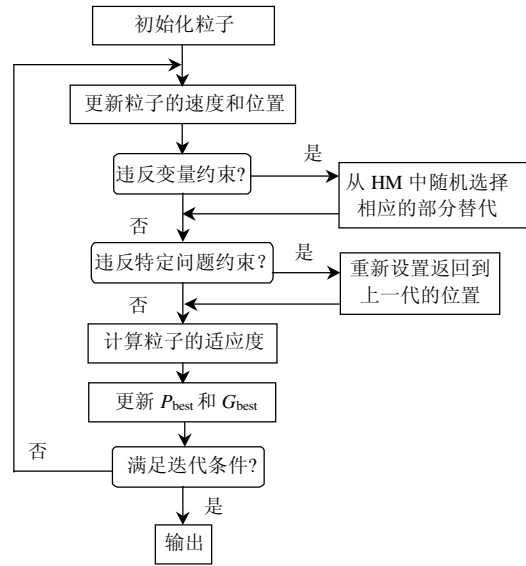 初始化粒子
更新粒子的速度和位置
违反变量约束?
是
从 HM 中随机选择
相应的部分替代
否
违反特定问题约束？
是
重新设置返回到
上一代的位置
否
计算粒子的适应度
更新 Pbest 和 Gbest
否
满足迭代条件?
是
输出